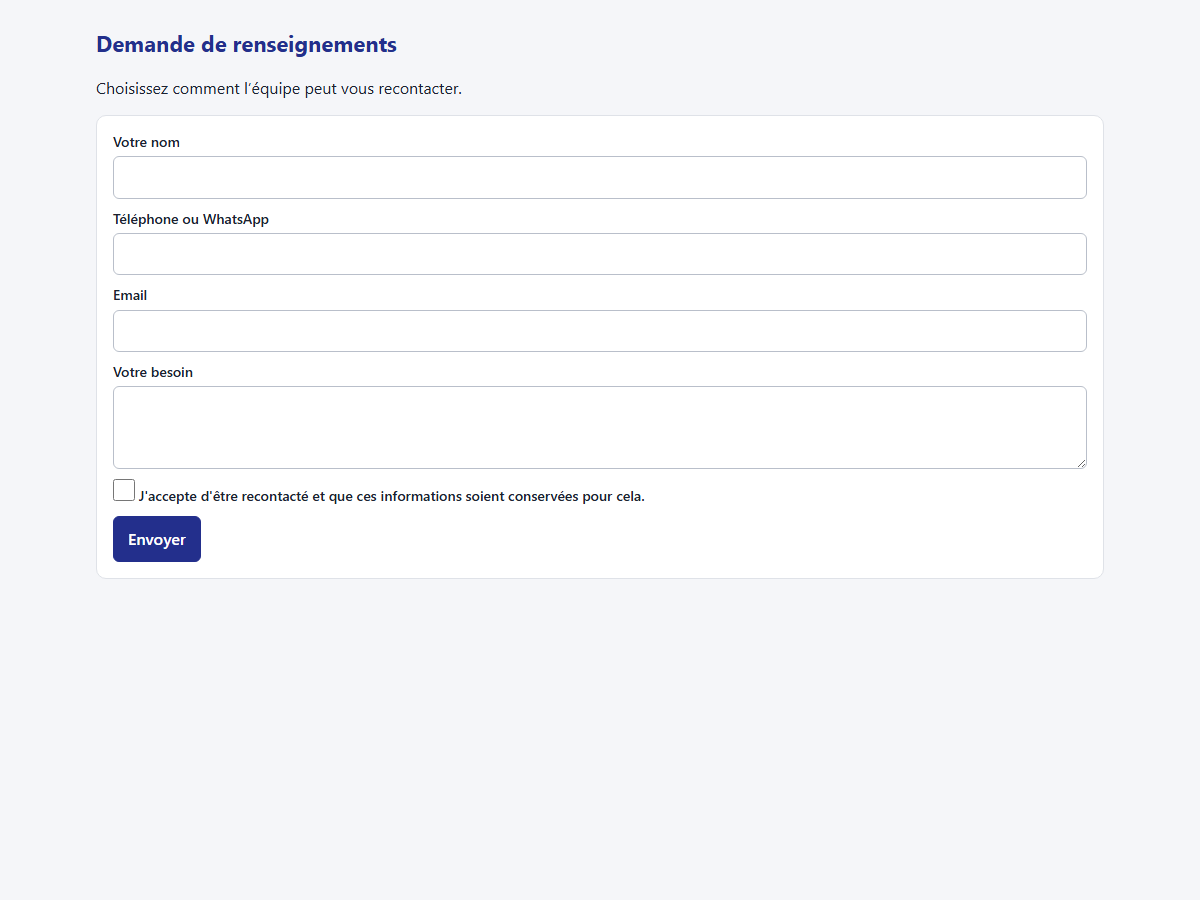 Demande de renseignements
Choisissez comment l’équipe peut vous recontacter.
Votre nom
Téléphone ou WhatsApp
Email
Votre besoin
J'accepte d'être recontacté et que ces informations soient conservées pour cela.
Envoyer